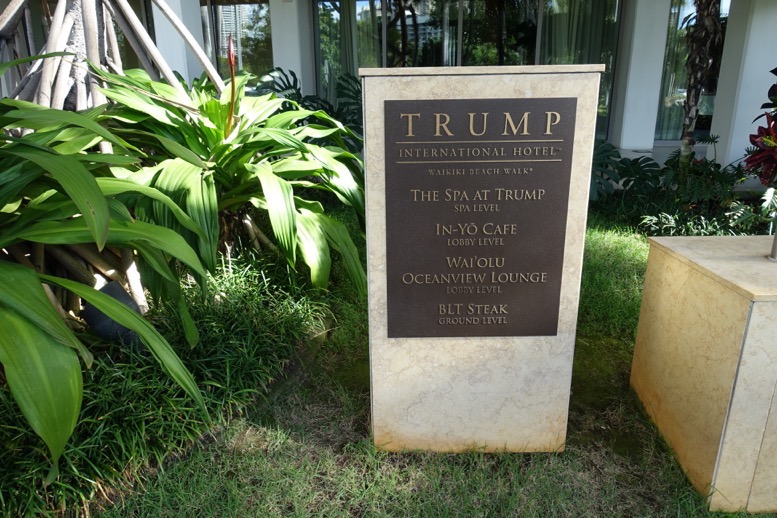 TRUMP
INTERNATIONAL HOTEL™
WAIKIKI BEACH WALK®
THE SPA AT TRUMP
SPA LEVEL
IN-YŌ CAFE
LOBBY LEVEL
WAI'OLU
OCEANVIEW LOUNGE
LOBBY LEVEL
BLT STEAK
GROUND LEVEL